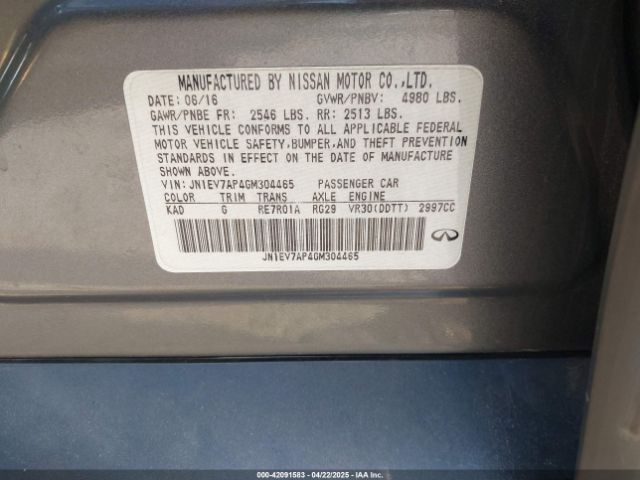 MANUFACTURED BY NISSAN MOTOR CO.,LTD.
DATE: 06/16 GVWR/PNBV: 4980 LBS.
GAWR/PNBE FR: 2546 LBS. RR: 2513 LBS.
THIS VEHICLE CONFORMS TO ALL APPLICABLE FEDERAL
MOTOR VEHICLE SAFETY,BUMPER,AND THEFT PREVENTION
STANDARDS IN EFFECT ON THE DATE OF MANUFACTURE
SHOWN ABOVE.
VIN: JN1EV7AP4GM304465 PASSENGER CAR
COLOR TRIM TRANS AXLE ENGINE
KAD G RE7R01A RG29 VR30(DDTT) 2997CC
JN1EV7AP4GM304465
000-42091583 - 04/22/2025 - IAA, Inc.